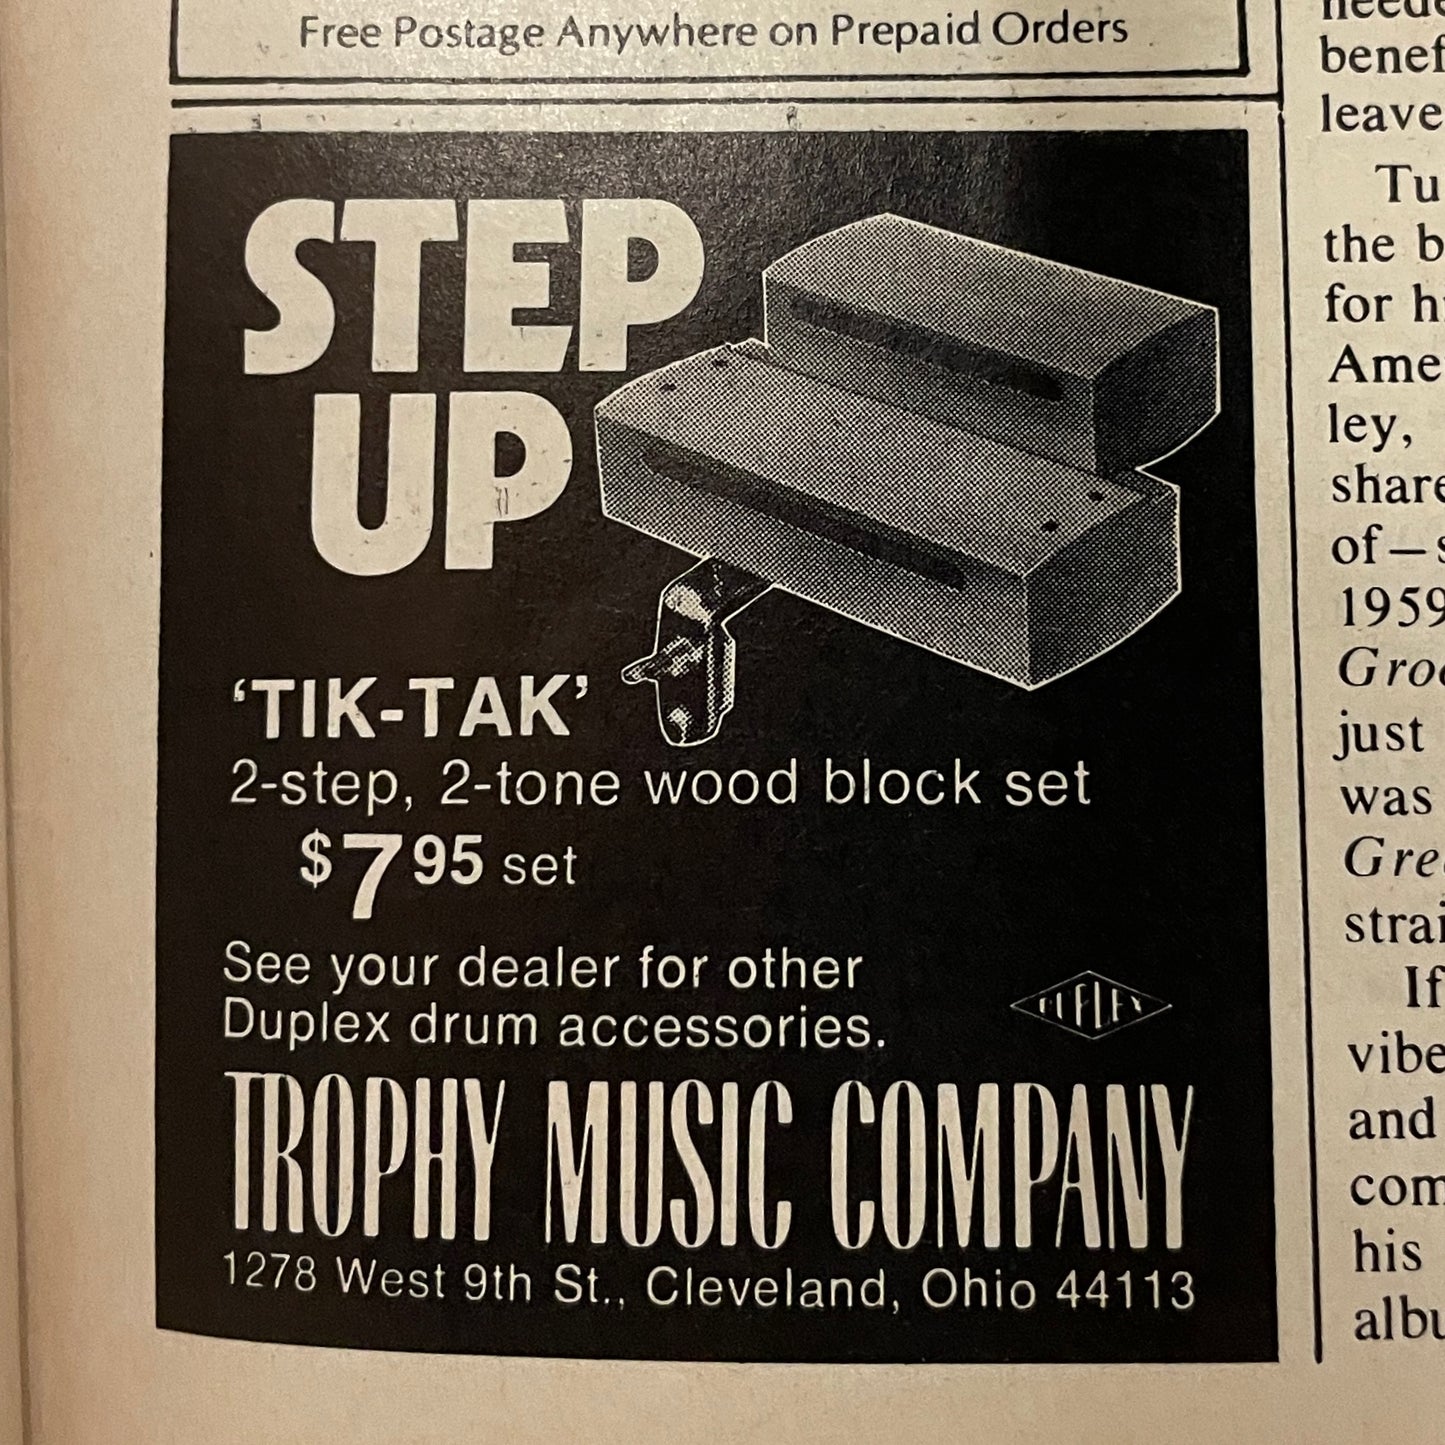 Free Postage Anywhere on Prepaid Orders
STEP
UP
'TIK-TAK'
2-step, 2-tone wood block set
$7 95 set
See your dealer for other
Duplex drum accessories.
DUPLEX
TROPHY MUSIC COMPANY
1278 West 9th St., Cleveland, Ohio 44113
benef
leave
Tu
the b
for h
Ame
ley,
share
of—s
1959
Groo
just
was
Gre
strai
If
vibe
and
com
his
albu